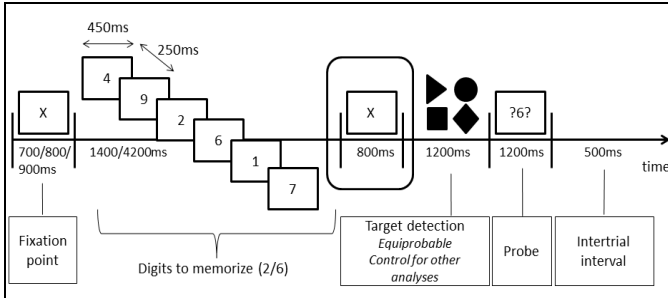 450ms
250ms
4
9
2
6
1
7
X
X
?6?
700/800/
900ms
1400/4200ms
800ms
1200ms
1200ms
500ms
time
Fixation
point
Digits to memorize (2/6)
Target detection
Equiprobable
Control for other
analyses
Probe
Intertrial
interval